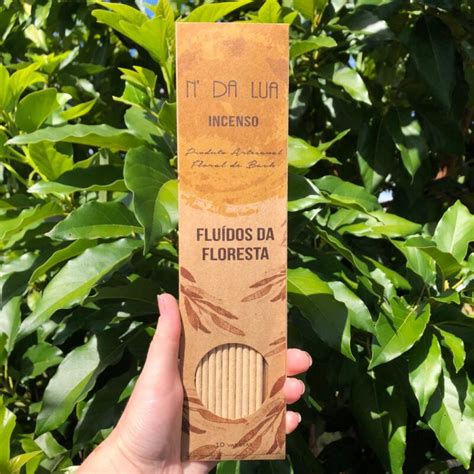 N' DA LUA
INCENSO
Produto Artesanal
Floral de Bach
FLUÍDOS DA
FLORESTA
10 varetas